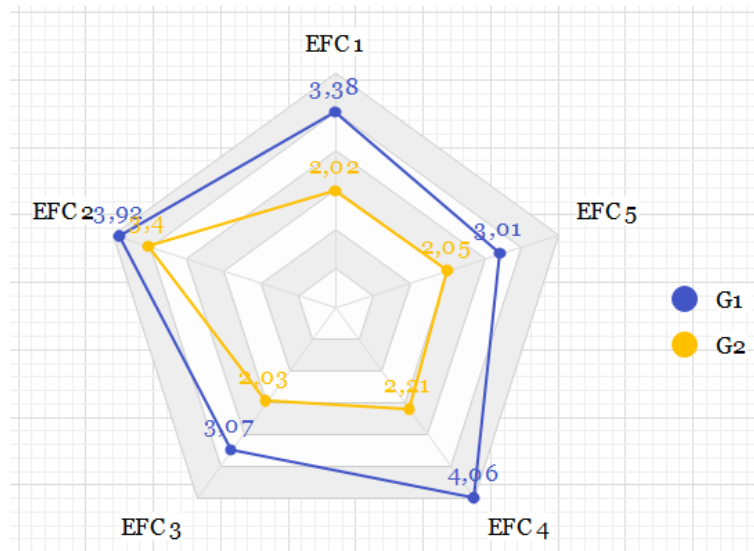 EFC 1
3,38
2,02
EFC 2
3,92
3,4
EFC 5
3,01
2,05
G1
G2
2,03
2,21
3,07
4,06
EFC 3
EFC 4